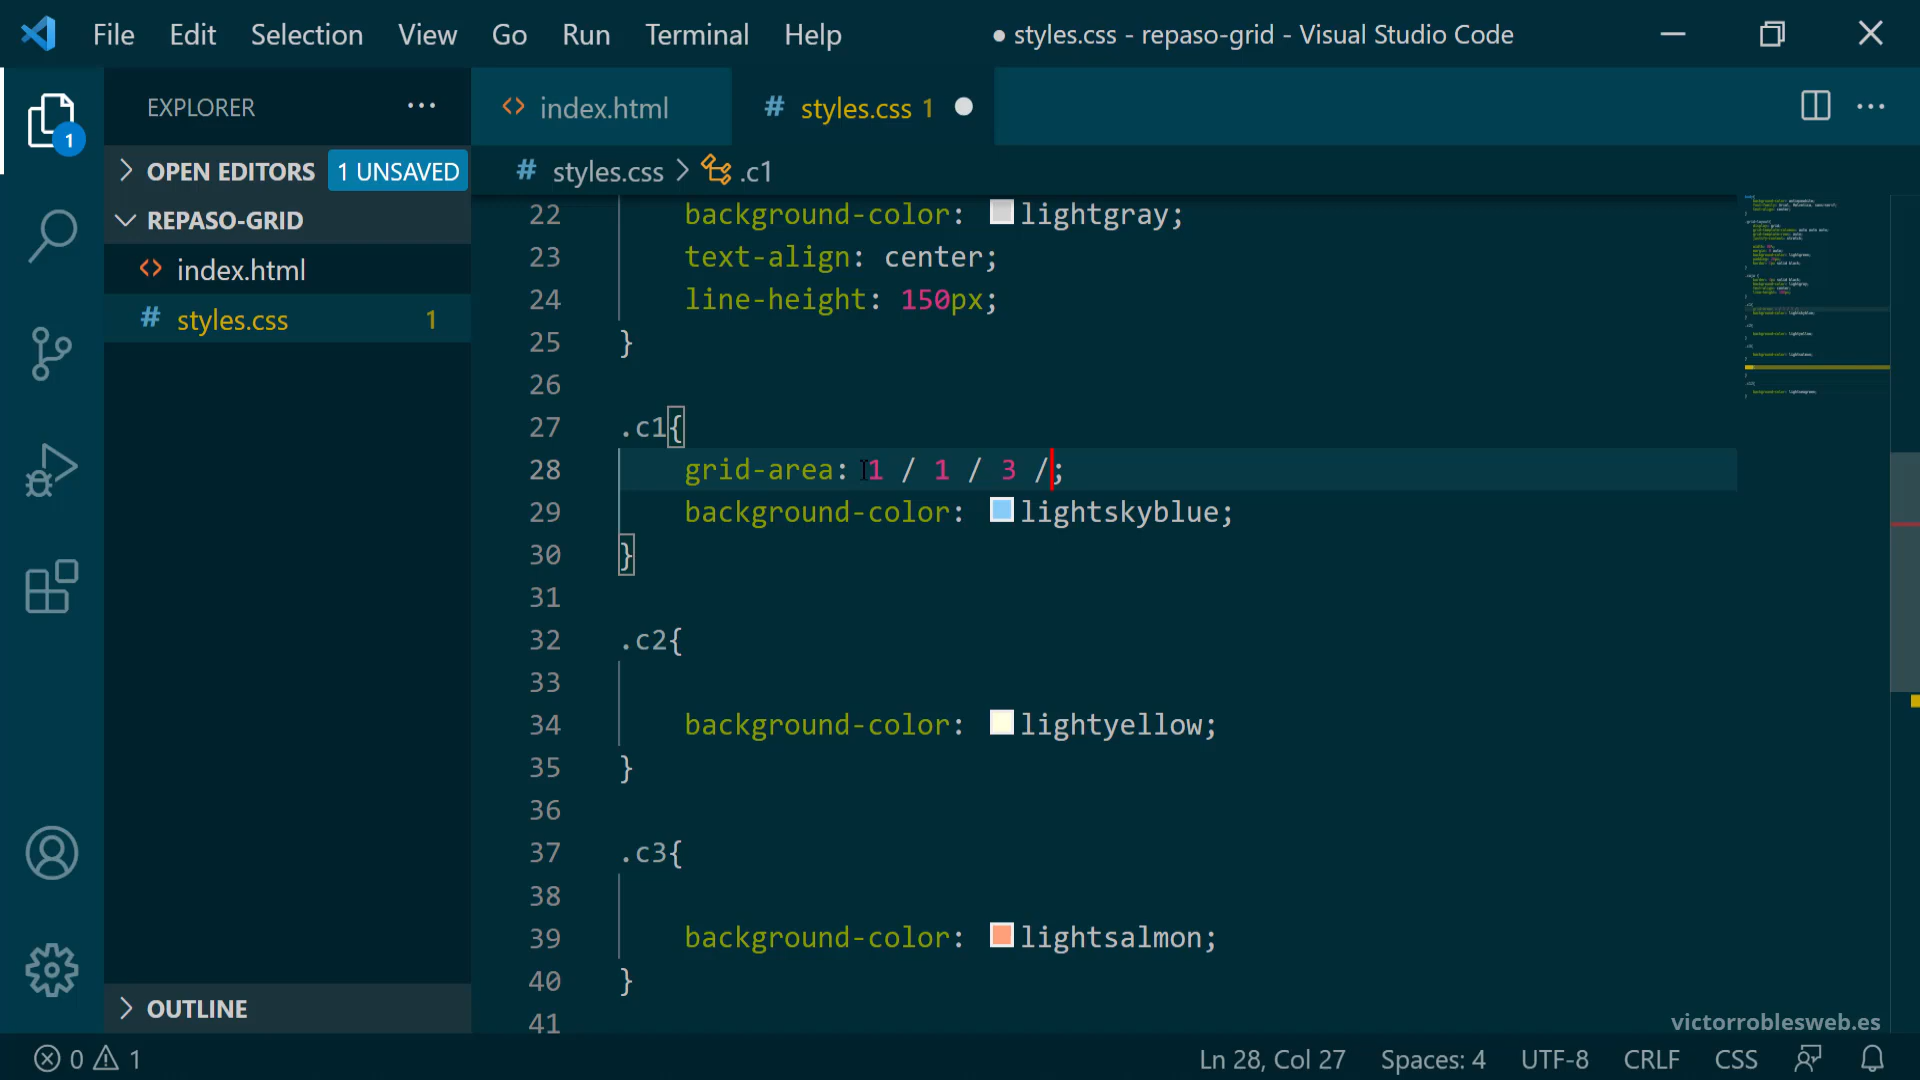 File Edit Selection View Go Run Terminal Help
● styles.css - repaso-grid - Visual Studio Code
EXPLORER
OPEN EDITORS 1 UNSAVED
REPASO-GRID
index.html
styles.css 1
OUTLINE
1
index.html
styles.css 1
styles.css > .c1
22 background-color: lightgray;
23 text-align: center;
24 line-height: 150px;
25 }
26
27 .c1{
28 grid-area: 1 / 1 / 3 /;
29 background-color: lightskyblue;
30 }
31
32 .c2{
33
34 background-color: lightyellow;
35 }
36
37 .c3{
38
39 background-color: lightsalmon;
40 }
41
victorroblesweb.es
0 1
Ln 28, Col 27 Spaces: 4 UTF-8 CRLF CSS